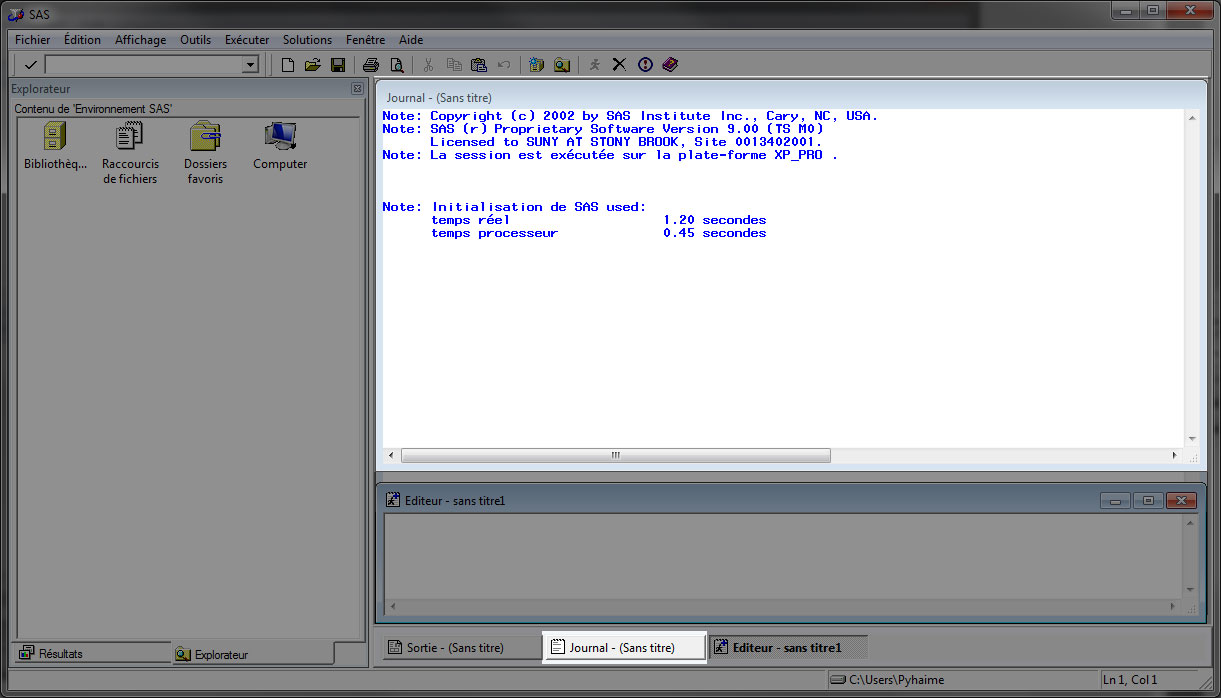 SAS
Fichier Édition Affichage Outils Exécuter Solutions Fenêtre Aide
Explorateur
Contenu de 'Environnement SAS'
Bibliothèq...
Raccourcis
de fichiers
Dossiers
favoris
Computer
Journal - (Sans titre)
Note: Copyright (c) 2002 by SAS Institute Inc., Cary, NC, USA.
Note: SAS (r) Proprietary Software Version 9.00 (TS M0)
Licensed to SUNY AT STONY BROOK, Site 0013402001.
Note: La session est exécutée sur la plate-forme XP_PRO .
Note: Initialisation de SAS used:
temps réel 1.20 secondes
temps processeur 0.45 secondes
Editeur - sans titre1
Résultats
Explorateur
Sortie - (Sans titre)
Journal - (Sans titre)
Editeur - sans titre1
C:\Users\Pyhaime
Ln 1, Col 1